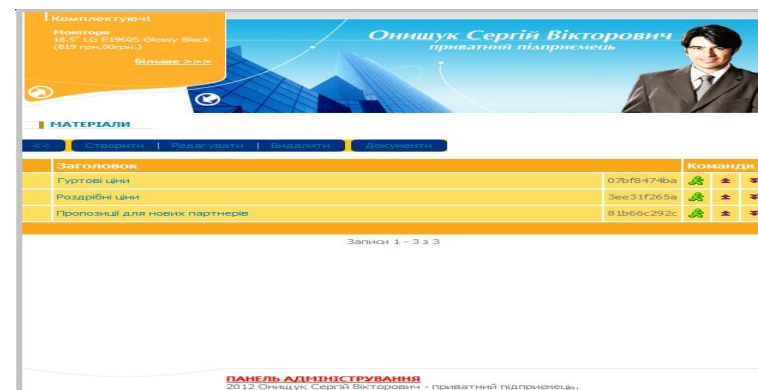 Комплектуючі
Монітори
18.5" LG E1960S Glossy Black
(819 грн.00грн.)
більше >>>
Онищук Сергій Вікторович
приватний підприємець
МАТЕРІАЛИ
<< Створити | Редагувати | Видалити Документи
Заголовок Команди
Гуртові ціни 07bf8474ba
Роздрібні ціни 3ee31f265a
Пропозиції для нових партнерів 81b66c292c
Записи 1 - 3 з 3
ПАНЕЛЬ АДМІНІСТРУВАННЯ
2012 Онищук Сергій Вікторович - приватний підприємець.